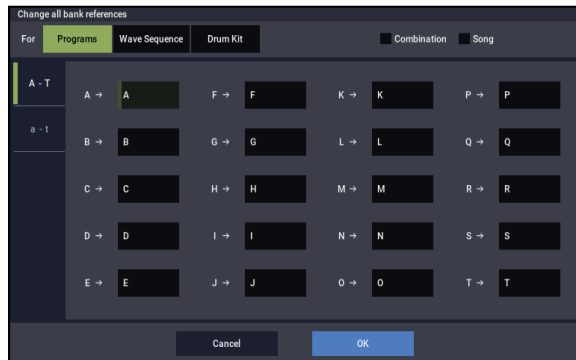 Change all bank references
For Programs Wave Sequence Drum Kit Combination Song
A - T
a - t
A → A F → F K → K P → P
B → B G → G L → L Q → Q
C → C H → H M → M R → R
D → D I → I N → N S → S
E → E J → J O → O T → T
Cancel OK